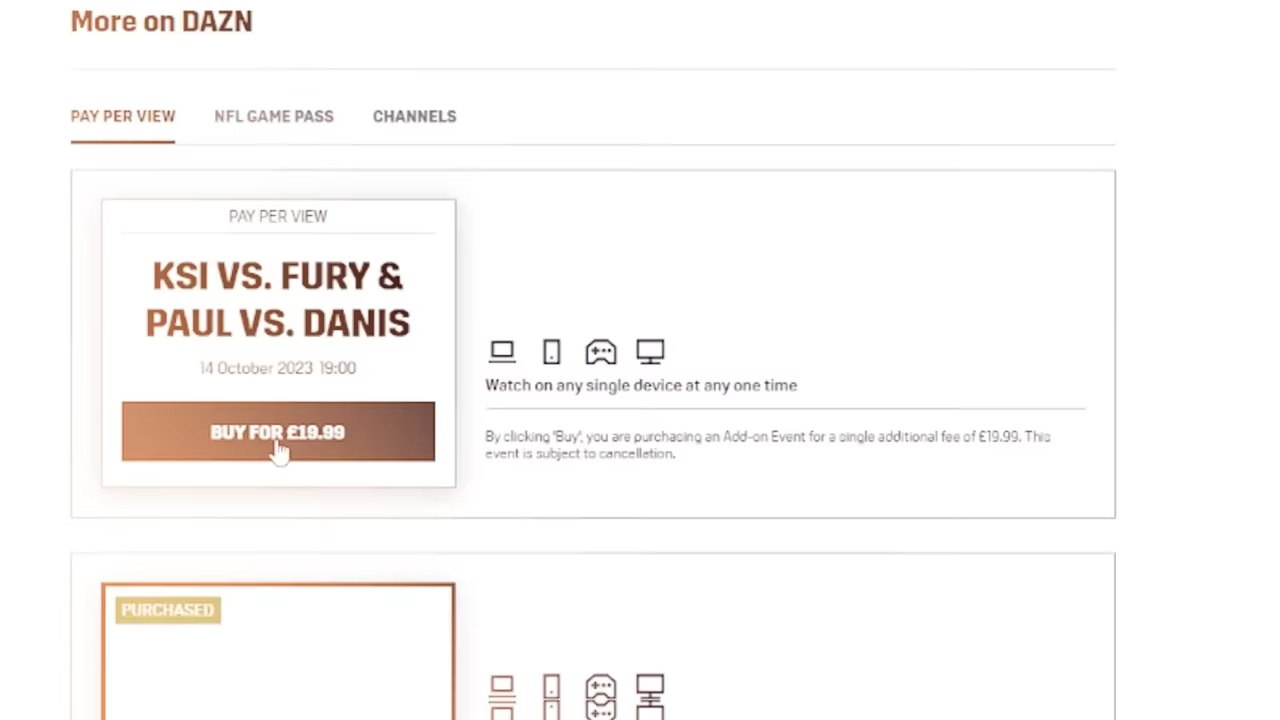 More on DAZN
PAY PER VIEW NFL GAME PASS CHANNELS
PAY PER VIEW
KSI VS. FURY &
PAUL VS. DANIS
14 October 2023 19:00
BUY FOR £19.99
Watch on any single device at any one time
By clicking 'Buy', you are purchasing an Add-on Event for a single additional fee of £19.99. This
event is subject to cancellation.
PURCHASED